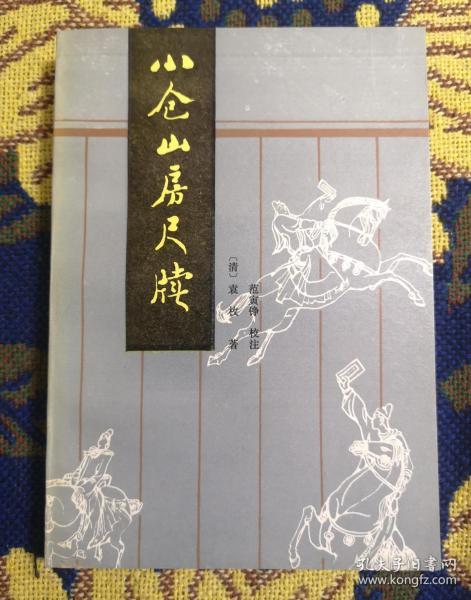 小仓山房尺牍
〔清〕袁枚 著
范寅铮 校注
孔夫子旧书网
kongfz.com